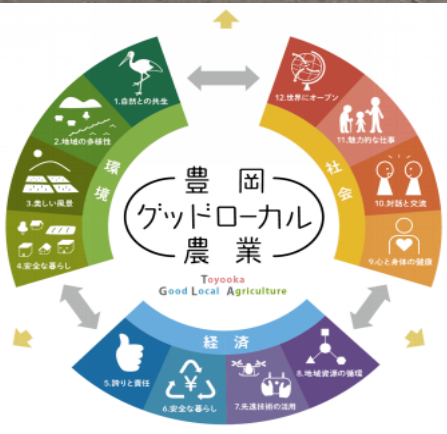 1.自然との共生
2.地域の多様性
3.美しい風景
4.安全な暮らし
環境
12.世界にオープン
11.魅力的な仕事
10.対話と交流
9.心と身体の健康
社会
豊岡
グッドローカル
農業
Toyooka
Good Local Agriculture
経済
5.誇りと責任
6.安全な暮らし
¥
7.先進技術の活用
8.地域資源の循環